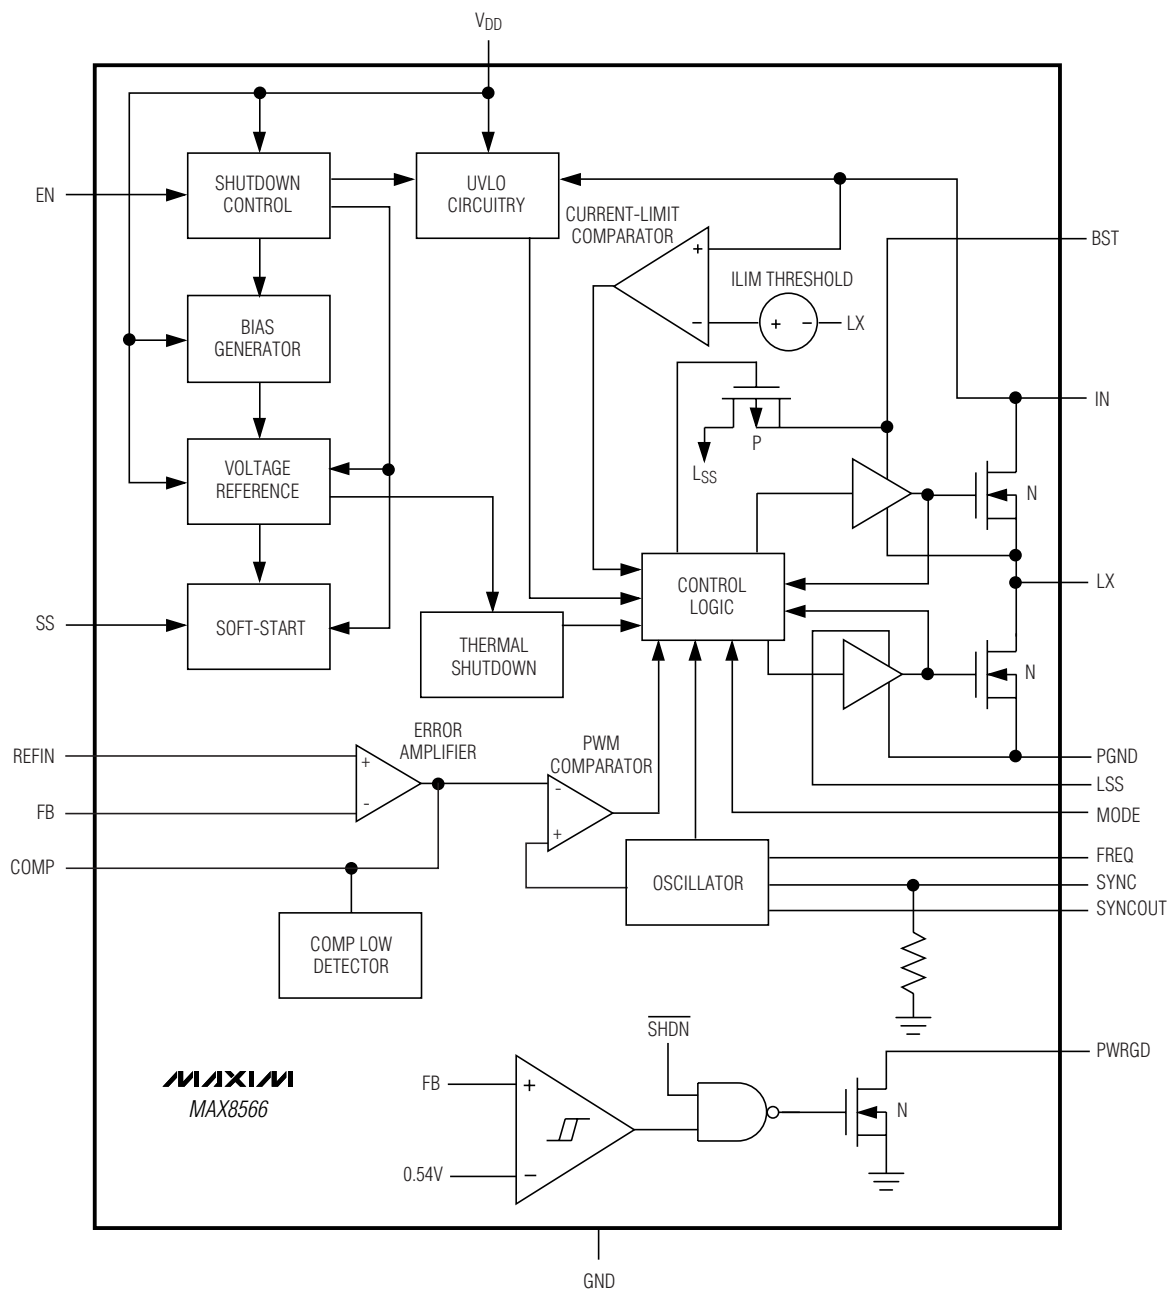 VDD
EN
SHUTDOWN
CONTROL
UVLO
CIRCUITRY
CURRENT-LIMIT
COMPARATOR
+
−
ILIM THRESHOLD
+ −
LX
BST
BIAS
GENERATOR
P
LSS
IN
VOLTAGE
REFERENCE
N
CONTROL
LOGIC
LX
SS
SOFT-START
THERMAL
SHUTDOWN
N
REFIN
FB
+
-
ERROR
AMPLIFIER
PWM
COMPARATOR
-
+
PGND
LSS
MODE
COMP
OSCILLATOR
FREQ
SYNC
SYNCOUT
COMP LOW
DETECTOR
SHDN
PWRGD
MAXIM
MAX8566
FB
+
0.54V
−
N
GND